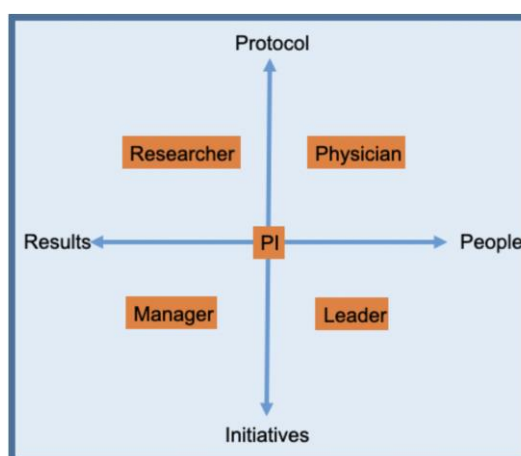 Protocol
Researcher
Physician
Results
PI
People
Manager
Leader
Initiatives